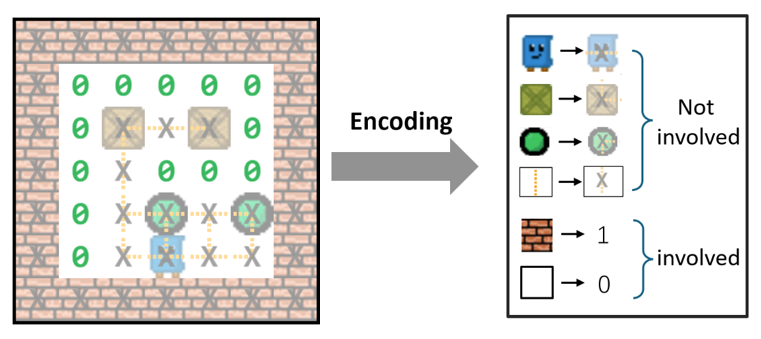 0 0 0 0 0
0 X X X 0
0 X 0 0 0
0 X X X X
0 X X X X
Encoding
X
X
X
X
Not
involved
1
0
involved